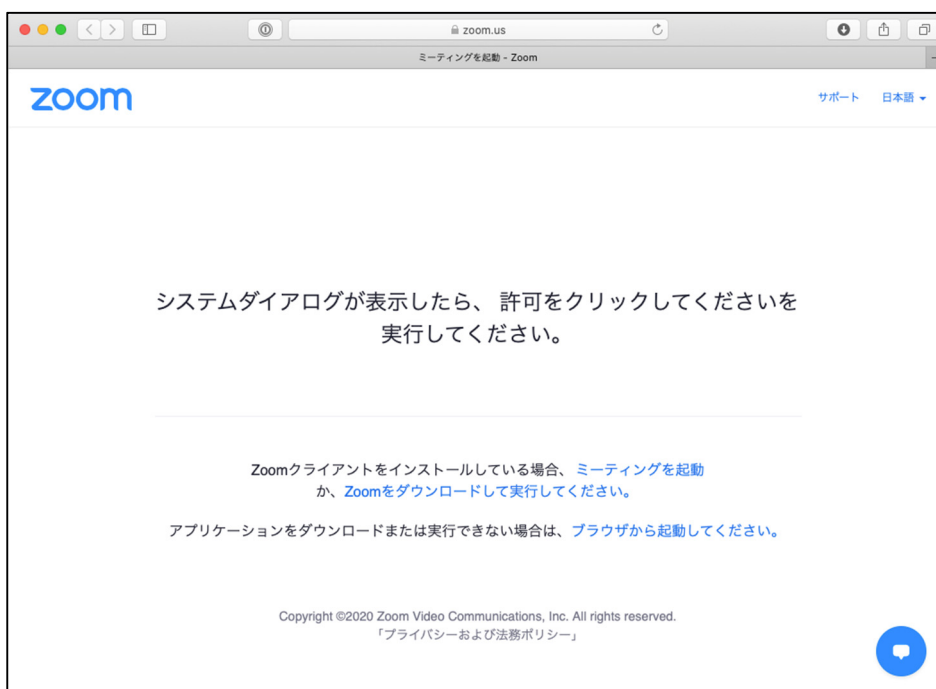 zoom.us
ミーティングを起動 - Zoom
zoom
サポート 日本語
システムダイアログが表示したら、 許可をクリックしてくださいを
実行してください。
Zoomクライアントをインストールしている場合、 ミーティングを起動
か、Zoomをダウンロードして実行してください。
アプリケーションをダウンロードまたは実行できない場合は、ブラウザから起動してください。
Copyright ©2020 Zoom Video Communications, Inc. All rights reserved.
「プライバシーおよび法務ポリシー」